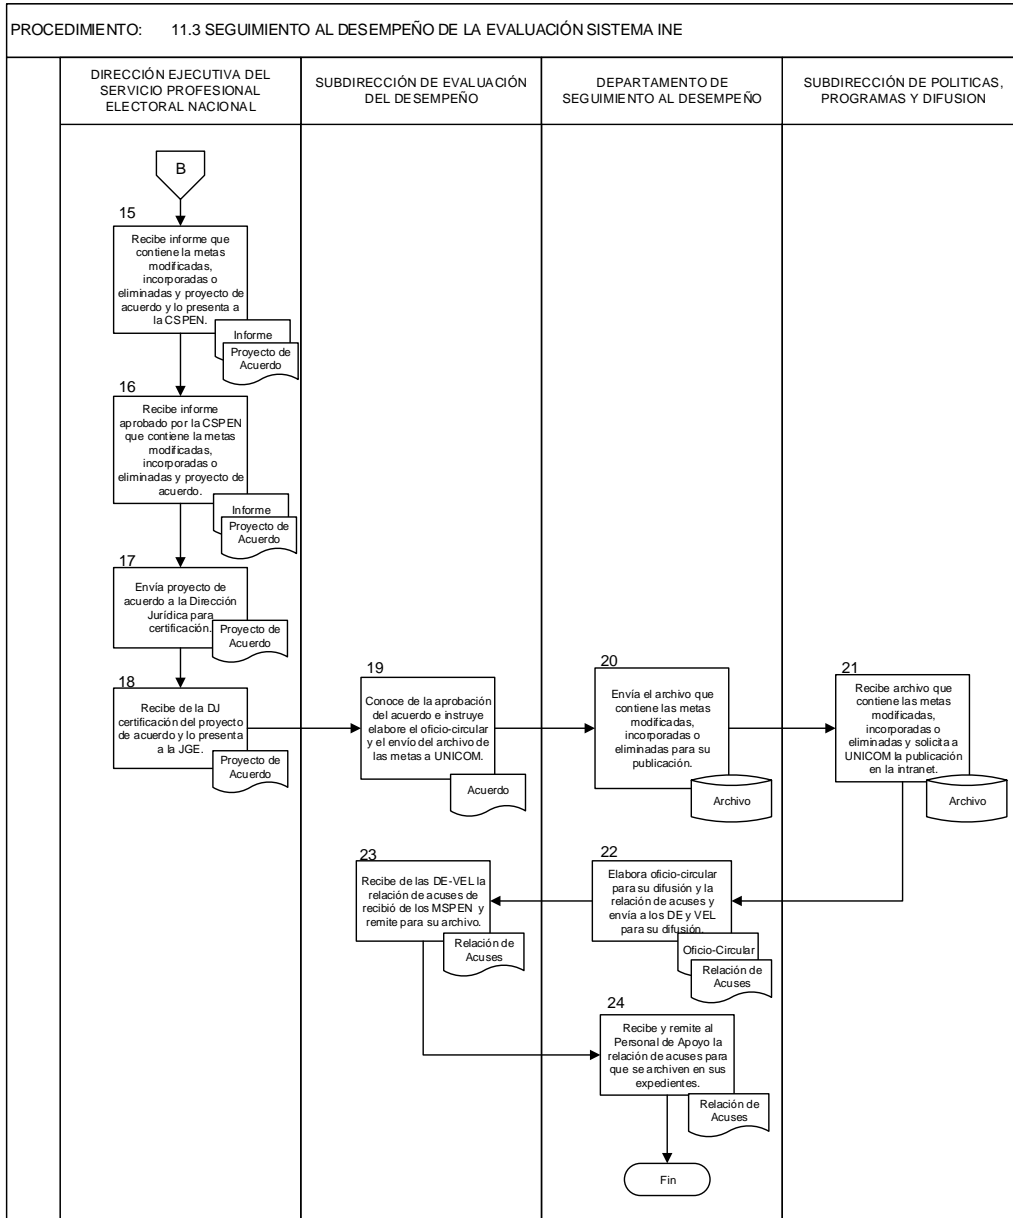 PROCEDIMIENTO: 11.3 SEGUIMIENTO AL DESEMPEÑO DE LA EVALUACIÓN SISTEMA INE
DIRECCIÓN EJECUTIVA DEL
SERVICIO PROFESIONAL
ELECTORAL NACIONAL
SUBDIRECCIÓN DE EVALUACIÓN
DEL DESEMPEÑO
DEPARTAMENTO DE
SEGUIMIENTO AL DESEMPEÑO
SUBDIRECCIÓN DE POLITICAS,
PROGRAMAS Y DIFUSION
B
15
Recibe informe que
contiene la metas
modificadas,
incorporadas o
eliminadas y proyecto de
acuerdo y lo presenta a
la CSPEN.
Informe
Proyecto de
Acuerdo
16
Recibe informe
aprobado por la CSPEN
que contiene la metas
modificadas,
incorporadas o
eliminadas y proyecto de
acuerdo.
Informe
Proyecto de
Acuerdo
17
Envía proyecto de
acuerdo a la Dirección
Jurídica para
certificación.
Proyecto de
Acuerdo
18
Recibe de la DJ
certificación del proyecto
de acuerdo y lo presenta
a la JGE.
Proyecto de
Acuerdo
19
Conoce de la aprobación
del acuerdo e instruye
elabore el oficio-circular
y el envío del archivo de
las metas a UNICOM.
Acuerdo
20
Envía el archivo que
contiene las metas
modificadas,
incorporadas o
eliminadas para su
publicación.
Archivo
21
Recibe archivo que
contiene las metas
modificadas,
incorporadas o
eliminadas y solicita a
UNICOM la publicación
en la intranet.
Archivo
22
Elabora oficio-circular
para su difusión y la
relación de acuses y
envía a los DE y VEL
para su difusión.
Oficio-Circular
Relación de
Acuses
23
Recibe de las DE-VEL la
relación de acuses de
recibió de los MSPEN y
remite para su archivo.
Relación de
Acuses
24
Recibe y remite al
Personal de Apoyo la
relación de acuses para
que se archiven en sus
expedientes.
Relación de
Acuses
Fin